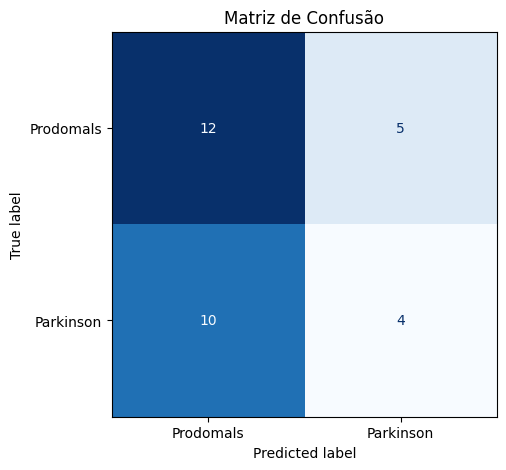 Matriz de Confusão
True label
Prodomals
12
5
Parkinson
10
4
Prodomals
Parkinson
Predicted label